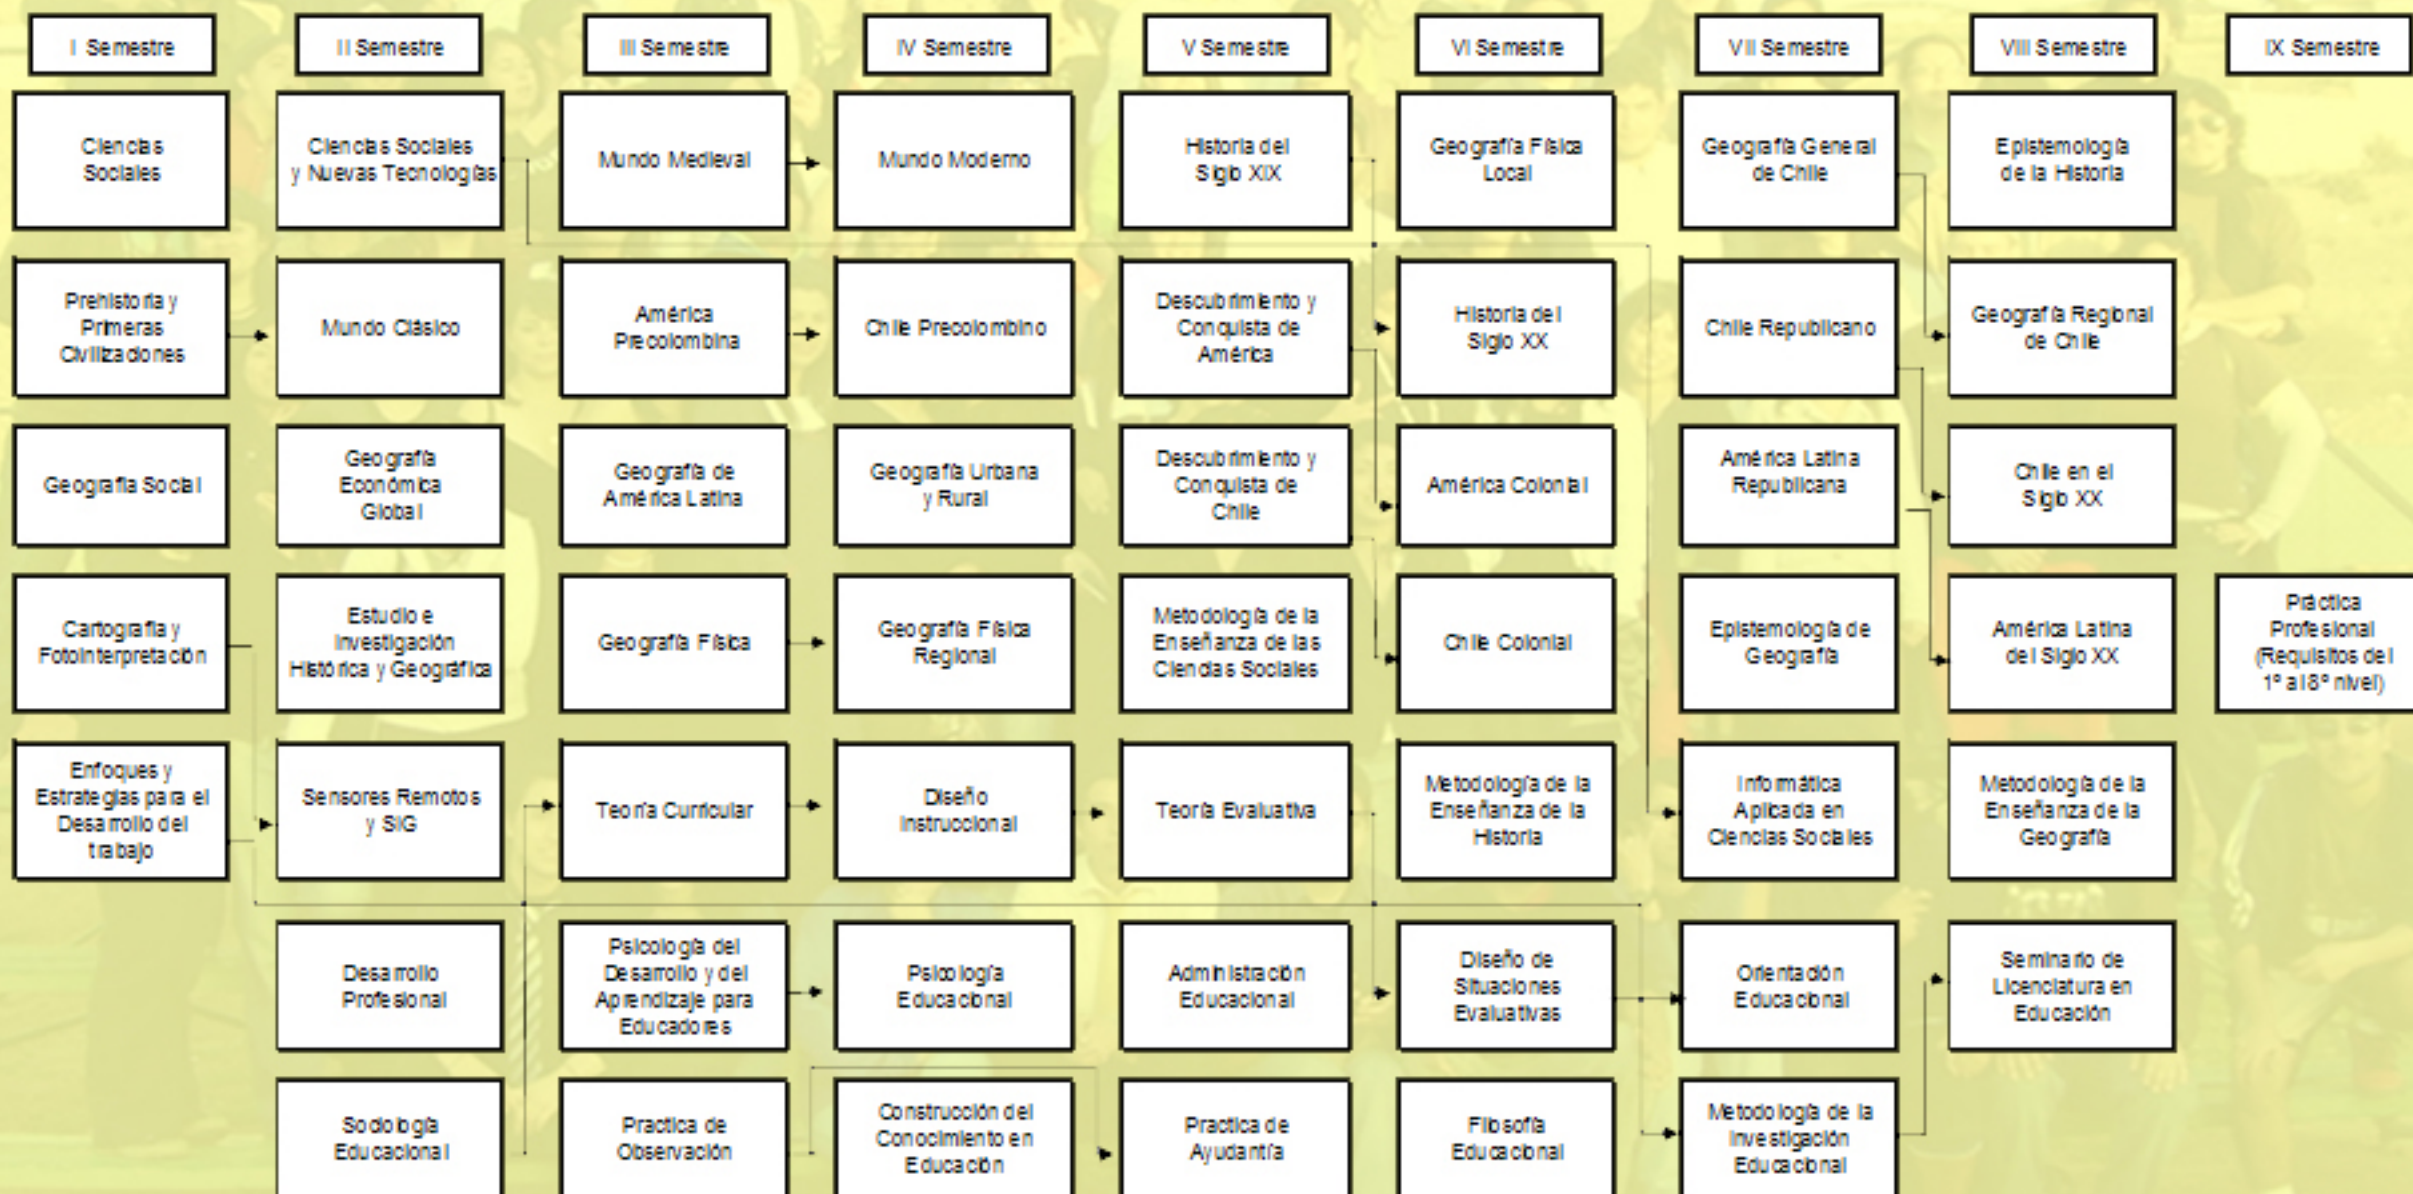 I Semestre
II Semestre
III Semestre
IV Semestre
V Semestre
VI Semestre
VII Semestre
VIII Semestre
IX Semestre
Ciencias
Sociales
Ciencias Sociales
y Nuevas Tecnologías
Mundo Medieval
Mundo Moderno
Historia del
Siglo XIX
Geografía Física
Local
Geografía General
de Chile
Epistemología
de la Historia
Prehistoria y
Primeras
Civilizaciones
Mundo Clásico
América
Precolombina
Chile Precolombino
Descubrimiento y
Conquista de
América
Historia del
Siglo XX
Chile Republicano
Geografía Regional
de Chile
Geografía Social
Geografía
Económica
Global
Geografía de
América Latina
Geografía Urbana
y Rural
Descubrimiento y
Conquista de
Chile
América Colonial
América Latina
Republicana
Chile en el
Siglo XX
Cartografía y
Fotointerpretación
Estudio e
Investigación
Histórica y Geográfica
Geografía Física
Geografía Física
Regional
Metodología de la
Enseñanza de las
Ciencias Sociales
Chile Colonial
Epistemología de
Geografía
América Latina
del Siglo XX
Práctica
Profesional
(Requisitos del
1º al 8º nivel)
Enfoques y
Estrategias para el
Desarrollo del
trabajo
Sensores Remotos
y SIG
Teoría Curricular
Diseño
Instruccional
Teoría Evaluativa
Metodología de la
Enseñanza de la
Historia
Informática
Aplicada en
Ciencias Sociales
Metodología de la
Enseñanza de la
Geografía
Desarrollo
Profesional
Psicología del
Desarrollo y del
Aprendizaje para
Educadores
Psicología
Educacional
Administración
Educacional
Diseño de
Situaciones
Evaluativas
Orientación
Educacional
Seminario de
Licenciatura en
Educación
Sociología
Educacional
Practica de
Observación
Construcción del
Conocimiento en
Educación
Practica de
Ayudantía
Filosofía
Educacional
Metodología de la
Investigación
Educacional